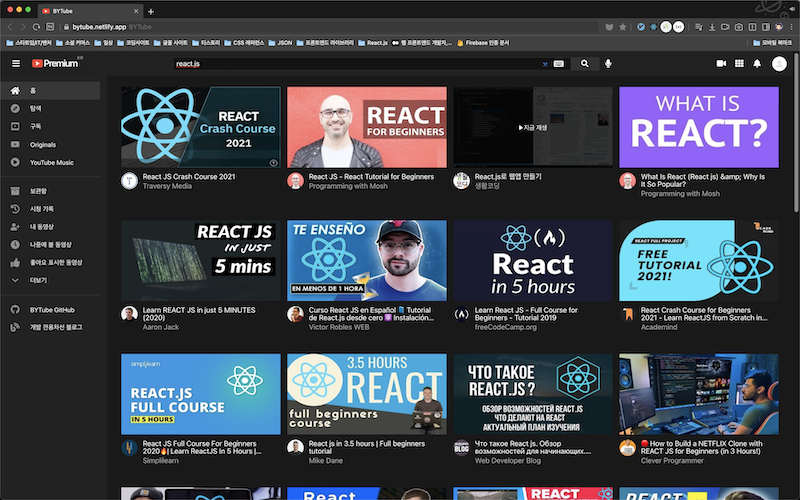 BYTube
bytube.netlify.app
BYTube
스타트업/IT/벤처
소셜 커머스
일상
코딩사이트
글꼴 사이트
티스토리
CSS 레퍼런스
JSON
프론트엔드 라이브러리
React.js
웹 프론트엔드 개발자,...
Firebase 인증 문서
모바일 북마크
Premium
KR
react.js
홈
탐색
구독
Originals
YouTube Music
보관함
시청 기록
내 동영상
나중에 볼 동영상
좋아요 표시한 동영상
더보기
BYTube GitHub
개발 전용차선 블로그
REACT
Crash Course
2021
React JS Crash Course 2021
Traversy Media
REACT
FOR BEGINNERS
React JS - React Tutorial for Beginners
Programming with Mosh
▶지금 재생
React.js로 웹앱 만들기
생활코딩
WHAT IS
REACT?
What Is React (React js) &amp; Why Is
It So Popular?
Programming with Mosh
REACT JS
IN JUST
5 mins
Learn REACT JS in just 5 MINUTES
(2020)
Aaron Jack
TE ENSEÑO
EN MENOS DE 1 HORA
Curso React JS en Español 📘 Tutorial
de React.js desde cero ⚛️ Instalación...
Victor Robles WEB
React
in 5 hours
Learn React JS - Full Course for
Beginners - Tutorial 2019
freeCodeCamp.org
REACT FULL PROJECT
FREE
TUTORIAL
2021!
React Crash Course for Beginners
2021 - Learn ReactJS from Scratch in...
Academind
simplilearn
REACT.JS
FULL COURSE
IN 5 HOURS
React JS Full Course For Beginners
2020🔥| Learn ReactJS In 5 Hours |...
Simplilearn
3.5 HOURS
REACT
full beginners
course
React js in 3.5 hours | Full beginners
tutorial
Mike Dane
ЧТО ТАКОЕ
REACT.JS ?
ОБЗОР ВОЗМОЖНОСТЕЙ REACT.JS
ЧТО ДЕЛАЮТ НА REACT
АКТУАЛЬНЫЙ ПЛАН ИЗУЧЕНИЯ
BLOG
Что такое React.js. Обзор
возможностей для начинающих....
Web Developer Blog
🔴 How to Build a NETFLIX Clone with
REACT JS for Beginners (in 3 Hours!)
Clever Programmer
React
React